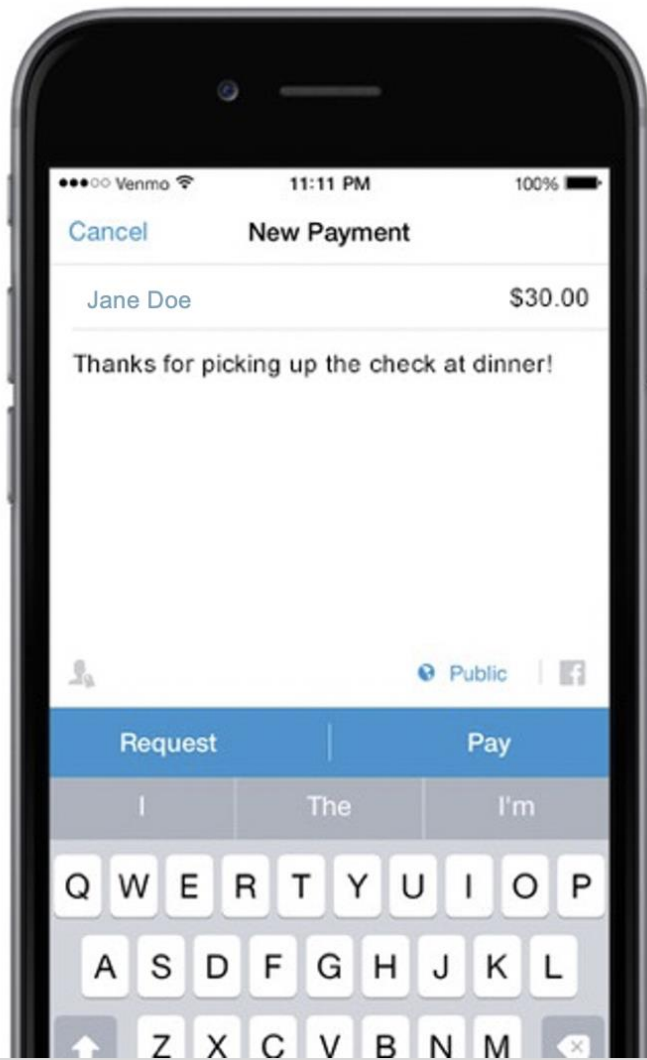 Venmo 11:11 PM 100%
Cancel New Payment
Jane Doe $30.00
Thanks for picking up the check at dinner!
Public f
Request Pay
I The I'm
Q W E R T Y U I O P
A S D F G H J K L
Z X C V B N M